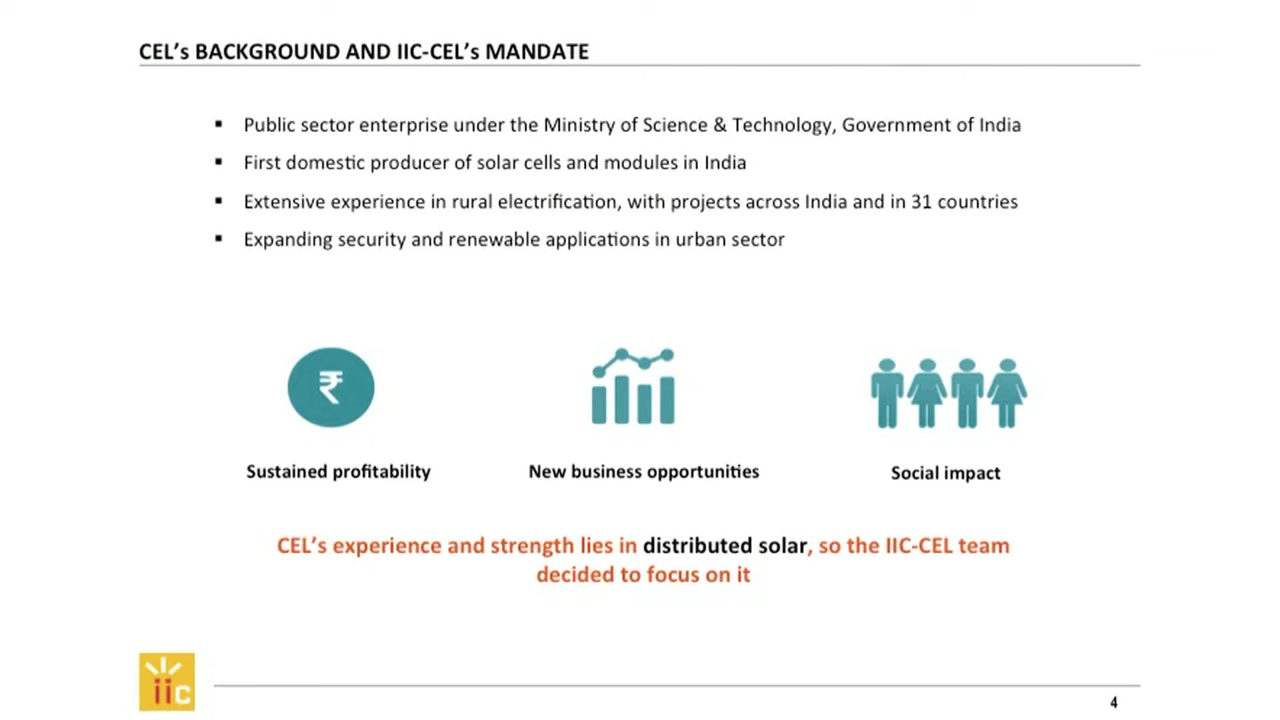 CEL’s BACKGROUND AND IIC-CEL’s MANDATE
▪ Public sector enterprise under the Ministry of Science & Technology, Government of India
▪ First domestic producer of solar cells and modules in India
▪ Extensive experience in rural electrification, with projects across India and in 31 countries
▪ Expanding security and renewable applications in urban sector
₹
Sustained profitability
New business opportunities
Social impact
CEL’s experience and strength lies in distributed solar, so the IIC-CEL team
decided to focus on it
iic
4